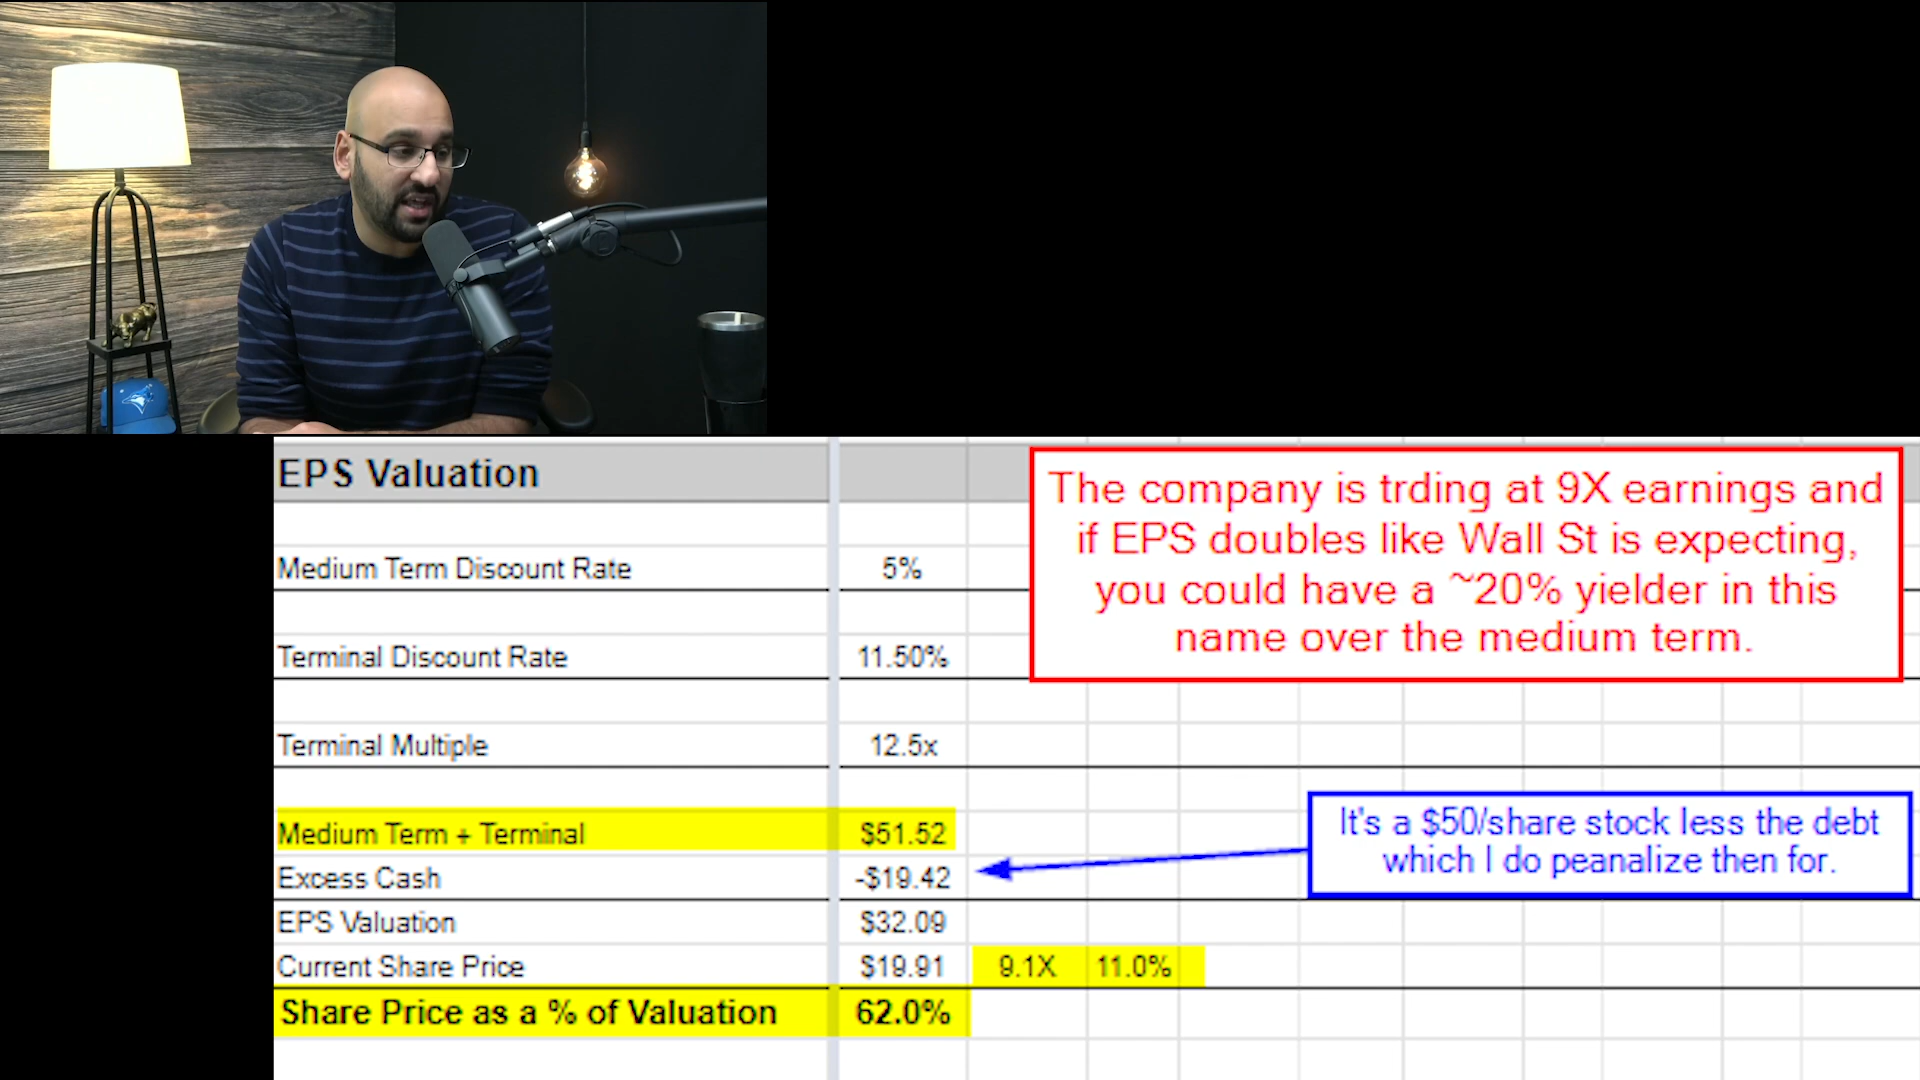 EPS Valuation
The company is trding at 9X earnings and
if EPS doubles like Wall St is expecting,
you could have a ~20% yielder in this
name over the medium term.
Medium Term Discount Rate 5%
Terminal Discount Rate 11.50%
Terminal Multiple 12.5x
Medium Term + Terminal $51.52
It's a $50/share stock less the debt
which I do peanalize then for.
Excess Cash -$19.42
EPS Valuation $32.09
Current Share Price $19.91 9.1X 11.0%
Share Price as a % of Valuation 62.0%